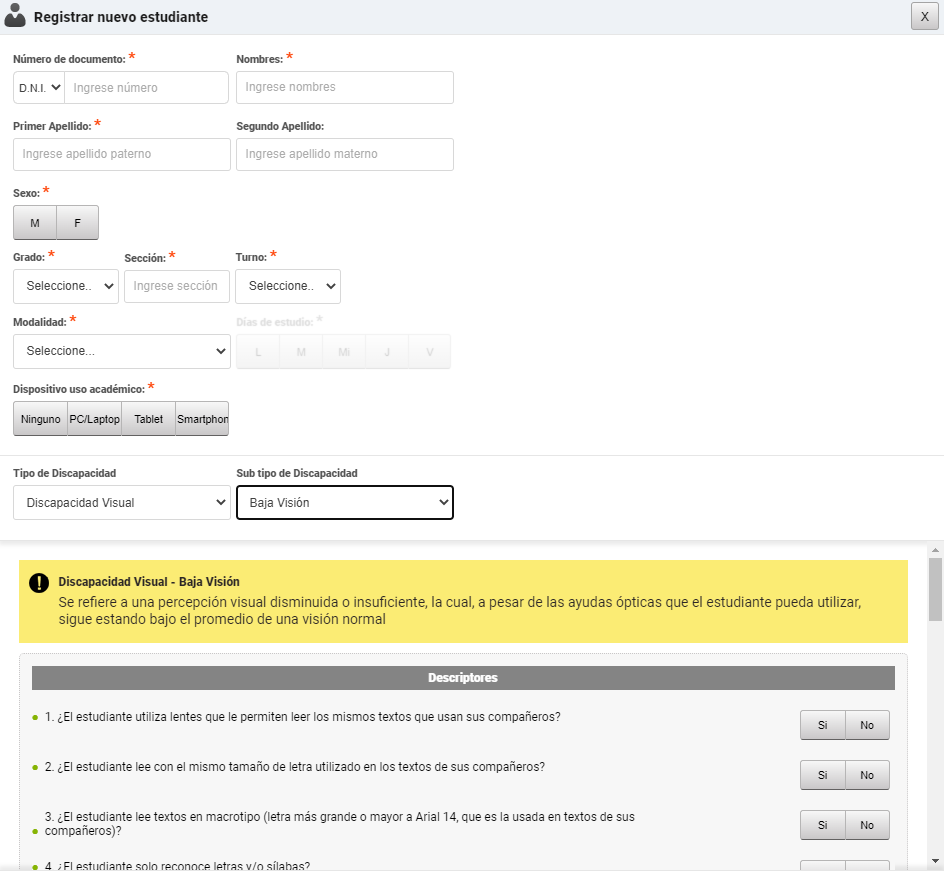 Registrar nuevo estudiante
X
Número de documento: *
Nombres: *
D.N.I.
Ingrese número
Ingrese nombres
Primer Apellido: *
Segundo Apellido:
Ingrese apellido paterno
Ingrese apellido materno
Sexo: *
M
F
Grado: *
Sección: *
Turno: *
Seleccione..
Ingrese sección
Seleccione..
Modalidad: *
Días de estudio: *
Seleccione...
L
M
Mi
J
V
Dispositivo uso académico: *
Ninguno
PC/Laptop
Tablet
Smartphon
Tipo de Discapacidad
Sub tipo de Discapacidad
Discapacidad Visual
Baja Visión
Discapacidad Visual - Baja Visión
Se refiere a una percepción visual disminuida o insuficiente, la cual, a pesar de las ayudas ópticas que el estudiante pueda utilizar,
sigue estando bajo el promedio de una visión normal
Descriptores
1. ¿El estudiante utiliza lentes que le permiten leer los mismos textos que usan sus compañeros?
Si
No
2. ¿El estudiante lee con el mismo tamaño de letra utilizado en los textos de sus compañeros?
Si
No
3. ¿El estudiante lee textos en macrotipo (letra más grande o mayor a Arial 14, que es la usada en textos de sus
compañeros)?
Si
No
4. ¿El estudiante solo reconoce letras y/o sílabas?